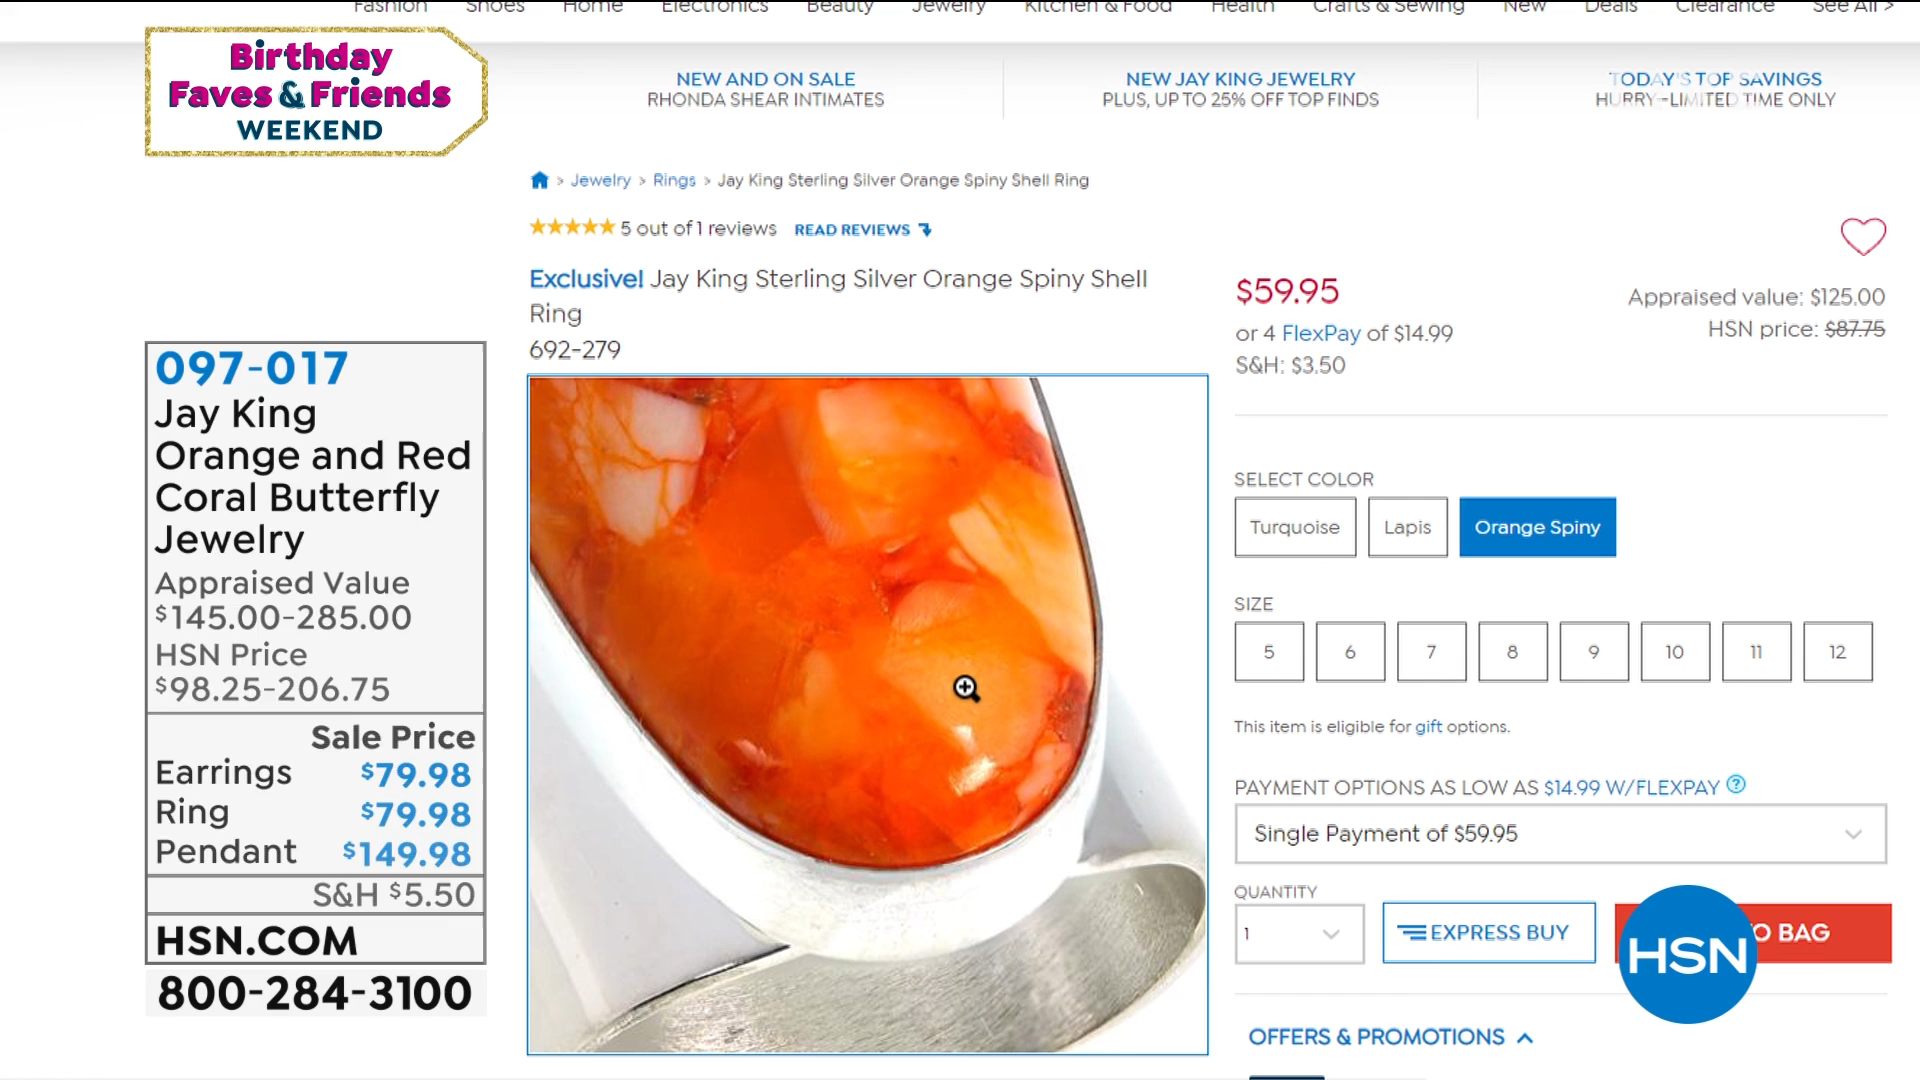 Fashion Shoes Home Electronics Beauty Jewelry Kitchen & Food Health Crafts & Sewing New Deals Clearance See All >
Birthday
Faves & Friends
WEEKEND
NEW AND ON SALE
RHONDA SHEAR INTIMATES
NEW JAY KING JEWELRY
PLUS, UP TO 25% OFF TOP FINDS
TODAY'S TOP SAVINGS
HURRY-LIMITED TIME ONLY
> Jewelry > Rings > Jay King Sterling Silver Orange Spiny Shell Ring
5 out of 1 reviews READ REVIEWS
Exclusive! Jay King Sterling Silver Orange Spiny Shell
Ring
692-279
$59.95
or 4 FlexPay of $14.99
S&H: $3.50
Appraised value: $125.00
HSN price: $87.75
097-017
Jay King
Orange and Red
Coral Butterfly
Jewelry
Appraised Value
$145.00-285.00
HSN Price
$98.25-206.75
Sale Price
Earrings $79.98
Ring $79.98
Pendant $149.98
S&H $5.50
HSN.COM
800-284-3100
SELECT COLOR
Turquoise Lapis Orange Spiny
SIZE
5 6 7 8 9 10 11 12
This item is eligible for gift options.
PAYMENT OPTIONS AS LOW AS $14.99 W/FLEXPAY ?
Single Payment of $59.95
QUANTITY
1
EXPRESS BUY
O BAG
HSN
OFFERS & PROMOTIONS